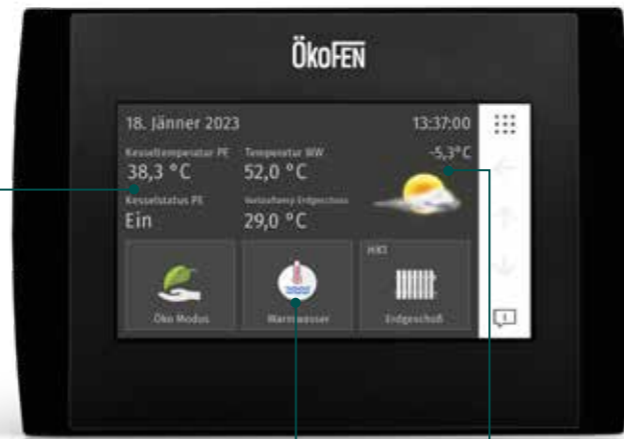 ÖkoFEN
18. Jänner 2023 13:37:00
Kesseltemperatur PE Temperatur WW -5,3°C
38,3 °C 52,0 °C
Kesselstatus PE Vorlauftemp Erdgeschoss
Ein 29,0 °C
HK1
Öko Modus Warmwasser Erdgeschoß